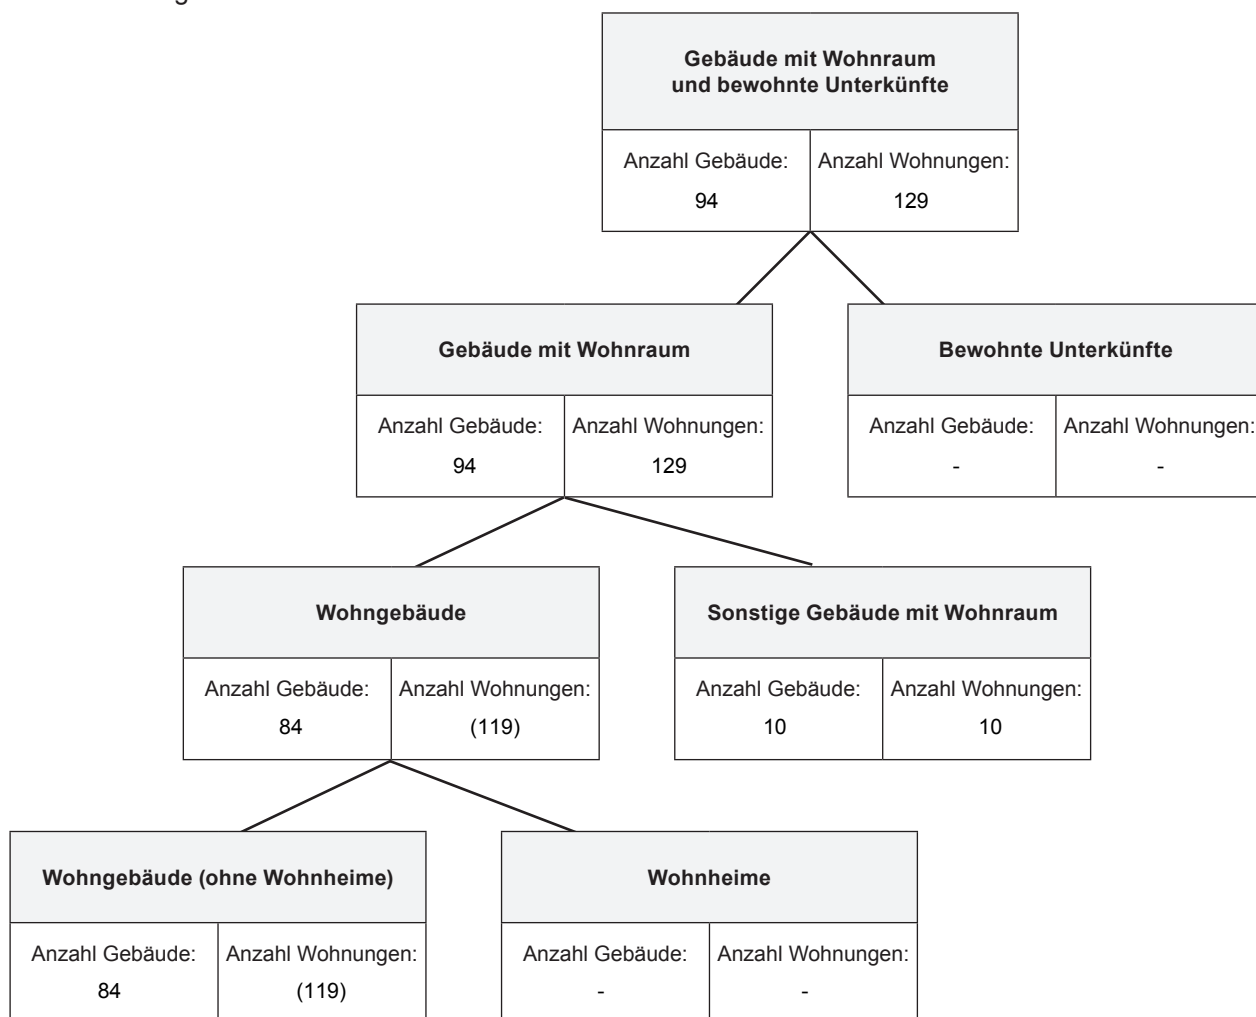 Gebäude mit Wohnraum
und bewohnte Unterkünfte
Anzahl Gebäude: Anzahl Wohnungen:
94 129
Gebäude mit Wohnraum
Anzahl Gebäude: Anzahl Wohnungen:
94 129
Bewohnte Unterkünfte
Anzahl Gebäude: Anzahl Wohnungen:
- -
Wohngebäude
Anzahl Gebäude: Anzahl Wohnungen:
84 (119)
Sonstige Gebäude mit Wohnraum
Anzahl Gebäude: Anzahl Wohnungen:
10 10
Wohngebäude (ohne Wohnheime)
Anzahl Gebäude: Anzahl Wohnungen:
84 (119)
Wohnheime
Anzahl Gebäude: Anzahl Wohnungen:
- -